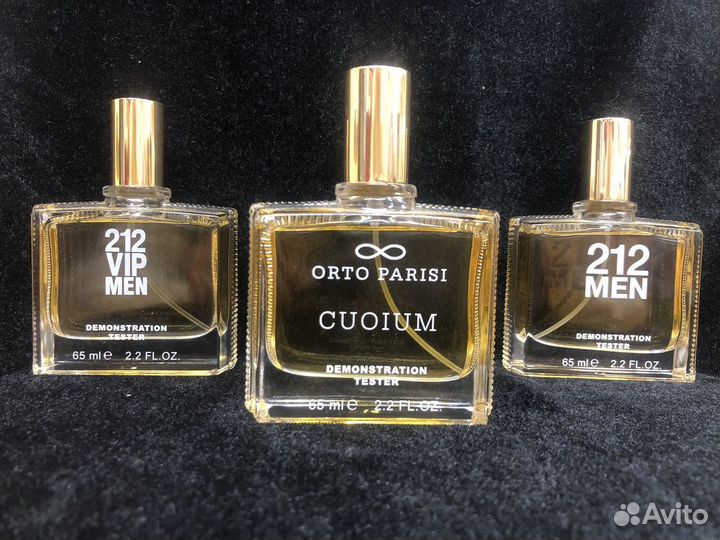 212
VIP
MEN
DEMONSTRATION
TESTER
65 ml e 2.2 FL.OZ.
ORTO PARISI
CUOIUM
DEMONSTRATION
TESTER
65 ml e 2.2 FL.OZ.
212
MEN
DEMONSTRATION
TESTER
65 ml e 2.2 FL.OZ.
Avito